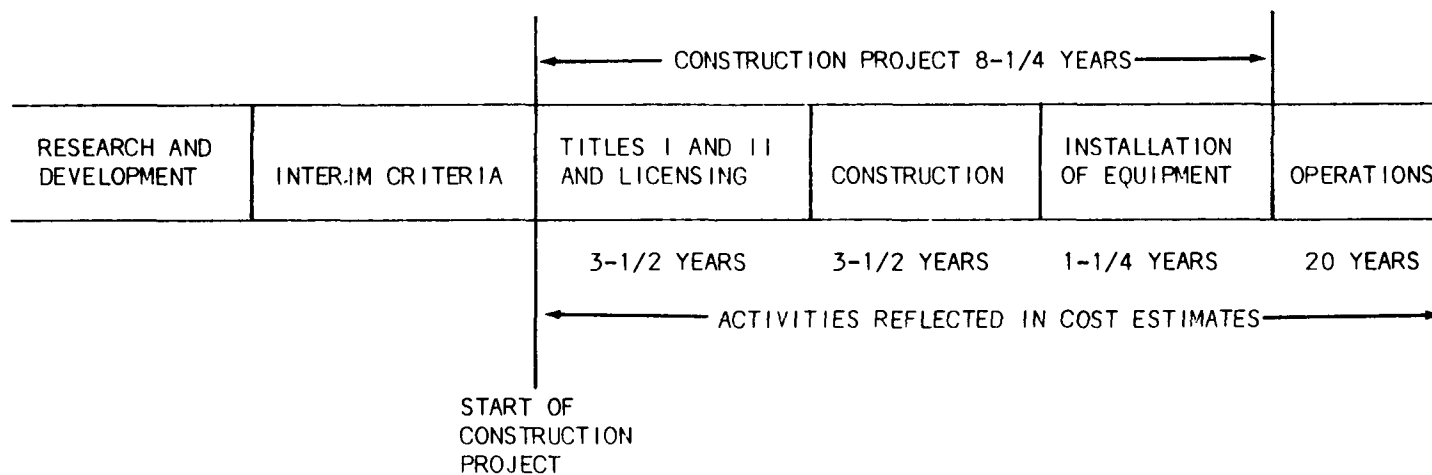 CONSTRUCTION PROJECT 8-1/4 YEARS
RESEARCH AND
DEVELOPMENT
INTERIM CRITERIA
TITLES I AND II
AND LICENSING
CONSTRUCTION
INSTALLATION
OF EQUIPMENT
OPERATIONS
3-1/2 YEARS
3-1/2 YEARS
1-1/4 YEARS
20 YEARS
ACTIVITIES REFLECTED IN COST ESTIMATES
START OF
CONSTRUCTION
PROJECT